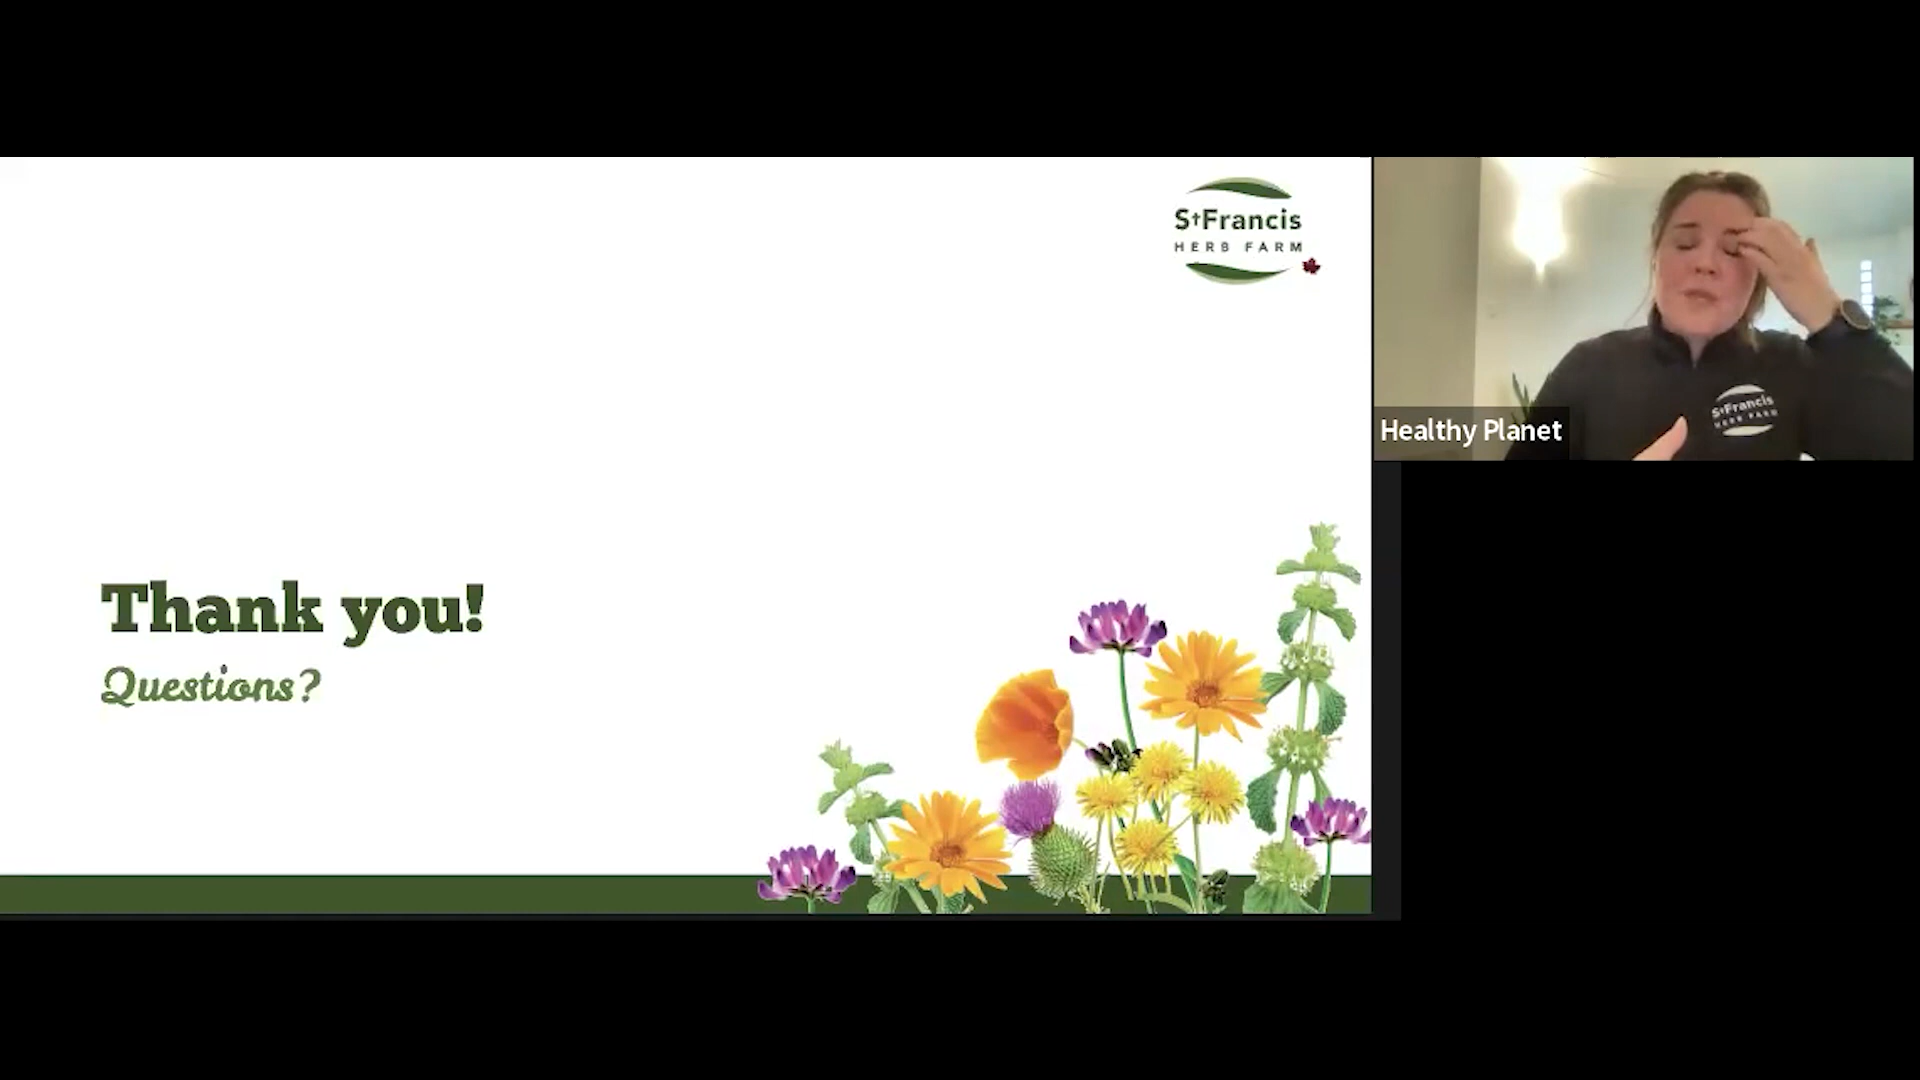 StFrancis
HERB FARM
Thank you!
Questions?
Healthy Planet
StFrancis
HERB FARM